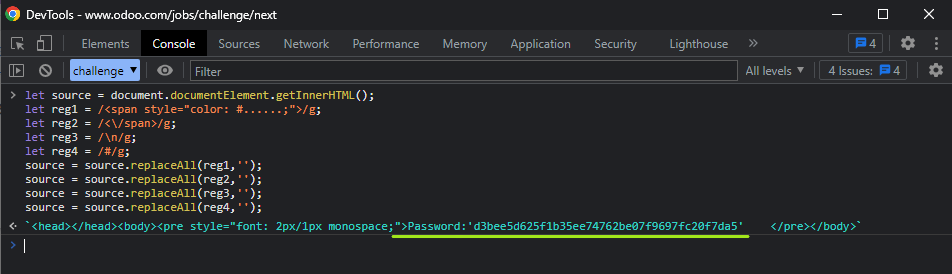 DevTools - www.odoo.com/jobs/challenge/next
Elements Console Sources Network Performance Memory Application Security Lighthouse » 4
challenge ▼ Filter All levels ▼ 4 Issues: 4
> let source = document.documentElement.getInnerHTML();
let reg1 = /<span style="color: #......;">/g;
let reg2 = /<\/span>/g;
let reg3 = /\n/g;
let reg4 = /#/g;
source = source.replaceAll(reg1,'');
source = source.replaceAll(reg2,'');
source = source.replaceAll(reg3,'');
source = source.replaceAll(reg4,'');
`<head></head><body><pre style="font: 2px/1px monospace;">Password:'d3bee5d625f1b35ee74762be07f9697fc20f7da5'    </pre></body>`
>